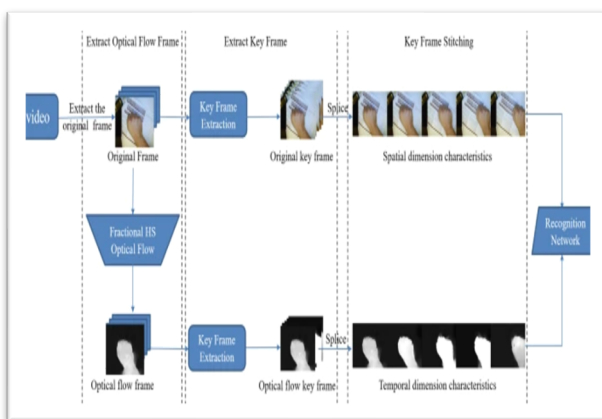 Extract Optical Flow Frame
Extract Key Frame
Key Frame Stitching
video
Extract the
original frame
Original Frame
Key Frame
Extraction
Original key frame
Splice
Spatial dimension characteristics
Fractional HS
Optical Flow
Recognition
Network
Optical flow frame
Key Frame
Extraction
Optical flow key frame
Splice
Temporal dimension characteristics